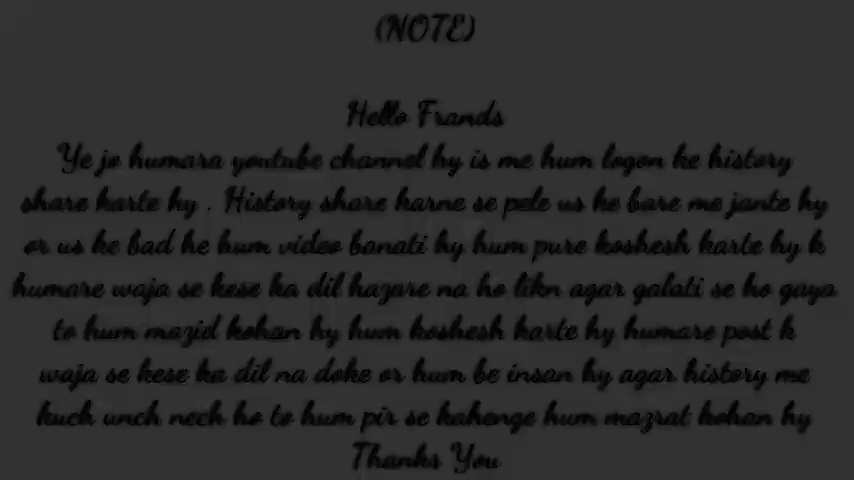 (NOTE)
Hello Frands
Ye jo humara youtube channel hy is me hum logon ke history
share karte hy . History share karne se pele us ke bare me jante hy
or us ke bad he hum video banati hy hum pure koshesh karte hy k
humare waja se kese ka dil hazare na ho likn agar galati se ho gaya
to hum mazid kohan hy hum koshesh karte hy humare post k
waja se kese ka dil na doke or hum be insan hy agar history me
kuch unch nech ho to hum pir se kahenge hum mazrat kohan hy
Thanks You